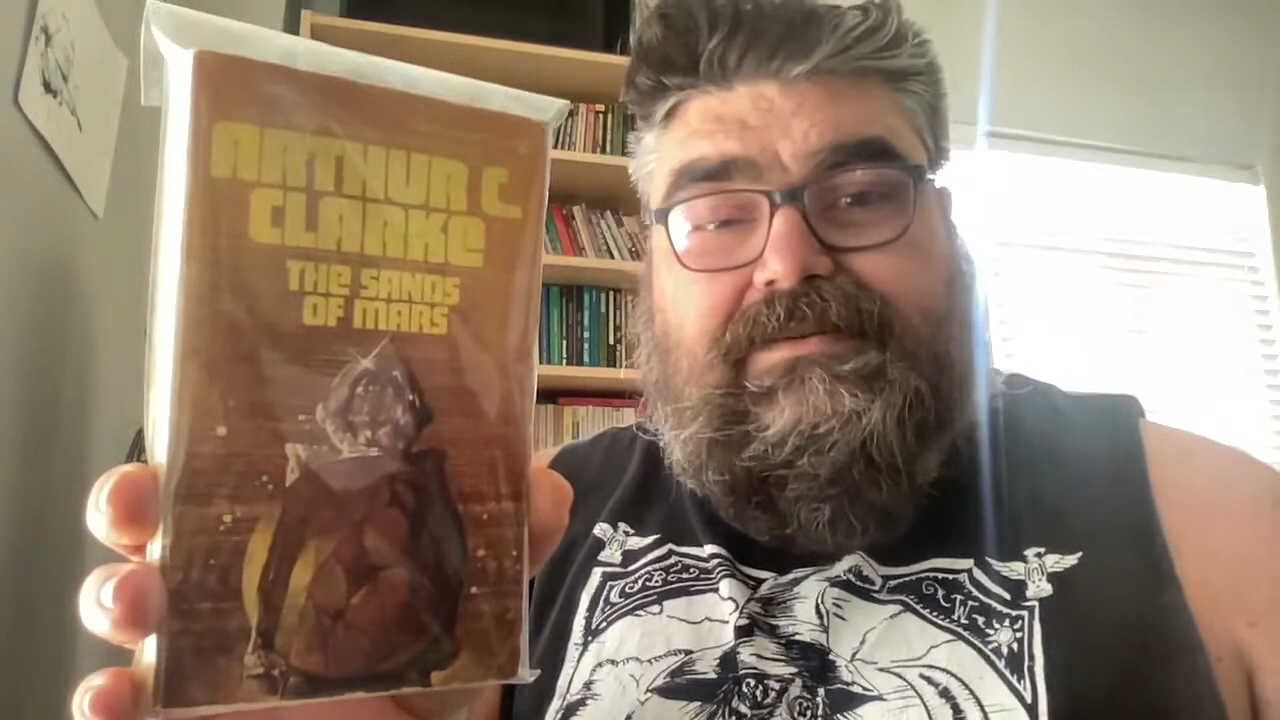 ARTHUR C.
CLARKE
THE SANDS
OF MARS
W